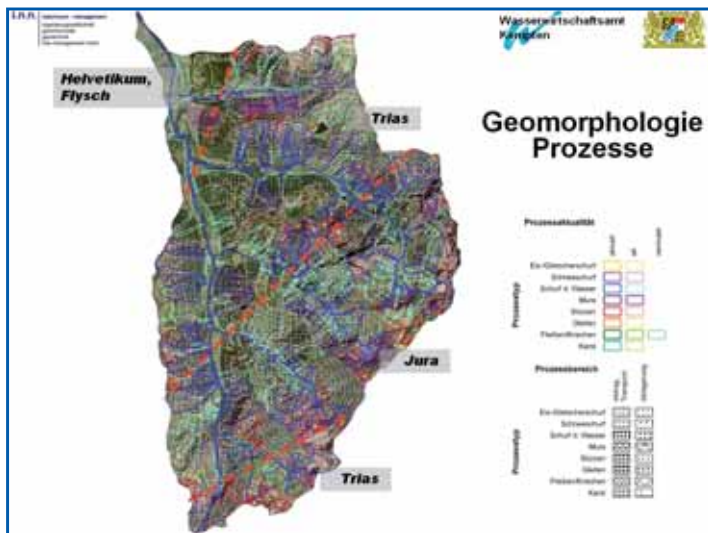 Wasserwirtschaftsamt
Kempten
Helvetikum,
Flysch
Trias
Geomorphologie
Prozesse
Jura
Trias
Prozessaktualität
Prozesstyp
Eis-/Gletscherschurf
Schneeschurf
Schurf d. Wasser
Mure
Stürzen
Gleiten
Fließen/Kriechen
Karst
Prozessbereich
Prozesstyp
Eis-/Gletscherschurf
Schneeschurf
Schurf d. Wasser
Mure
Stürzen
Gleiten
Fließen/Kriechen
Karst